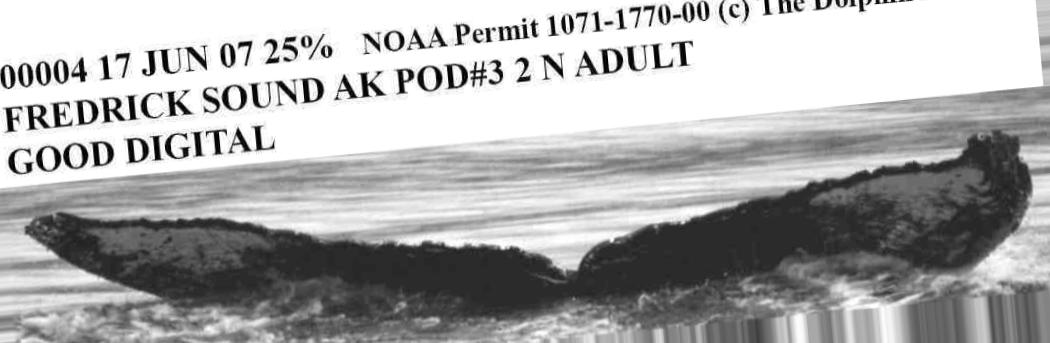 00004 17 JUN 07 25% NOAA Permit 1071-1770-00 (c) The
FREDRICK SOUND AK POD#3 2 N ADULT
GOOD DIGITAL